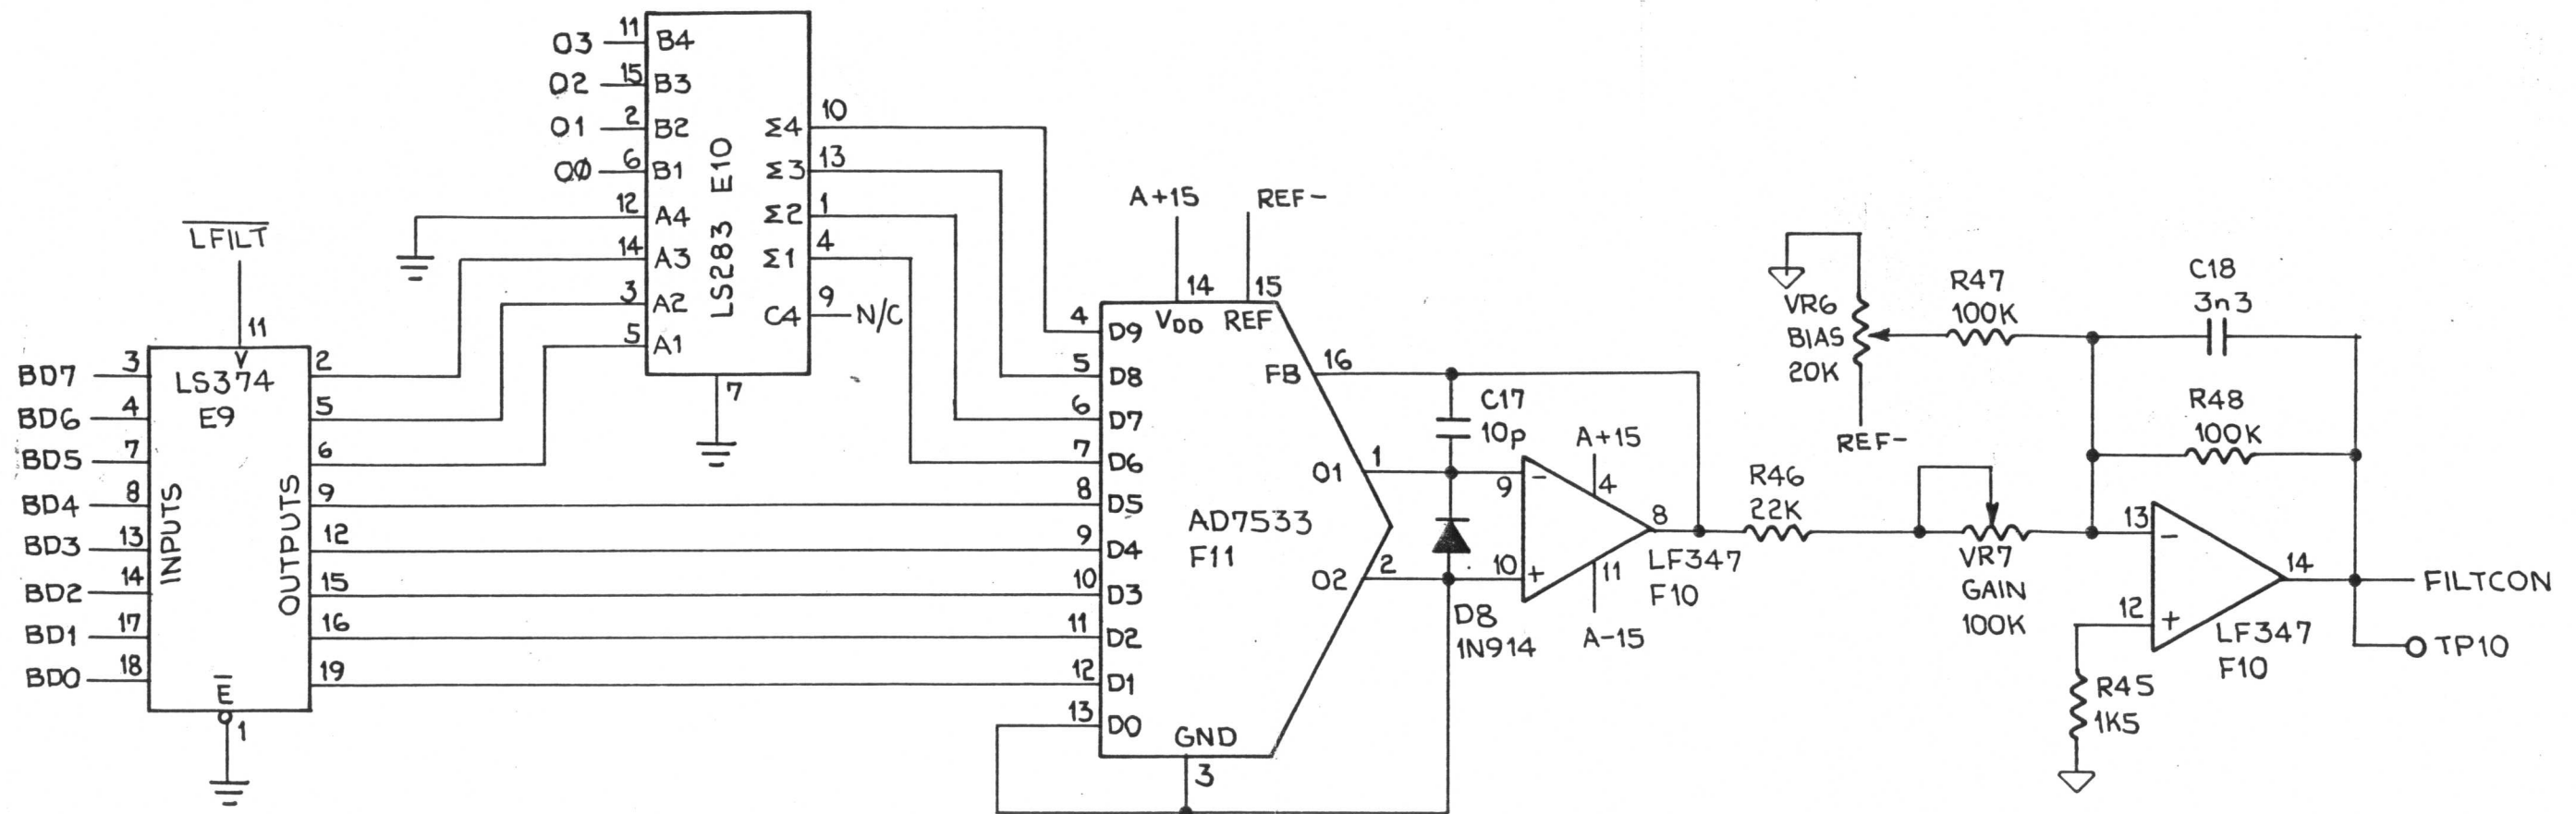 O3 11 B4
O2 15 B3
O1 2 B2
OØ 6 B1
12 A4
14 A3
3 A2
5 A1
LS283 E10
Σ4 10
Σ3 13
Σ2 1
Σ1 4
C4 9 N/C
7
LFILT
11
V
LS374
E9
INPUTS
OUTPUTS
BD7 3
BD6 4
BD5 7
BD4 8
BD3 13
BD2 14
BD1 17
BD0 18
2
5
6
9
12
15
16
19
E
1
A+15
REF-
14
15
VDD
REF
4 D9
5 D8
6 D7
7 D6
8 D5
9 D4
10 D3
11 D2
12 D1
13 D0
FB 16
O1 1
O2 2
AD7533
F11
GND
3
C17
10p
D8
1N914
9 -
10 +
A+15
4
11
A-15
8
LF347
F10
R46
22K
VR7
GAIN
100K
VR6
BIAS
20K
REF-
R47
100K
C18
3n3
R48
100K
13 -
12 +
14
LF347
F10
R45
1K5
FILTCON
TP10